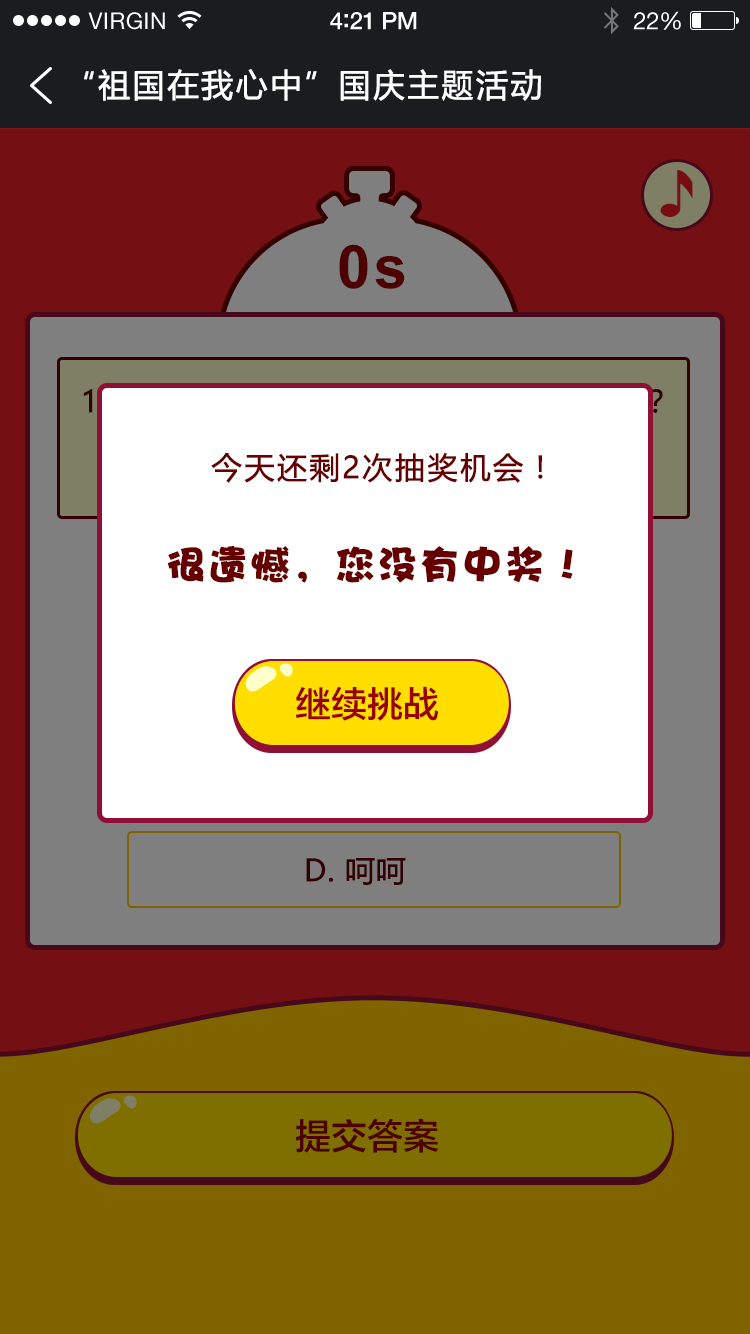 VIRGIN 4:21 PM 22%
“祖国在我心中”国庆主题活动
0s
1 ?
今天还剩2次抽奖机会！
很遗憾，您没有中奖！
继续挑战
D. 呵呵
提交答案